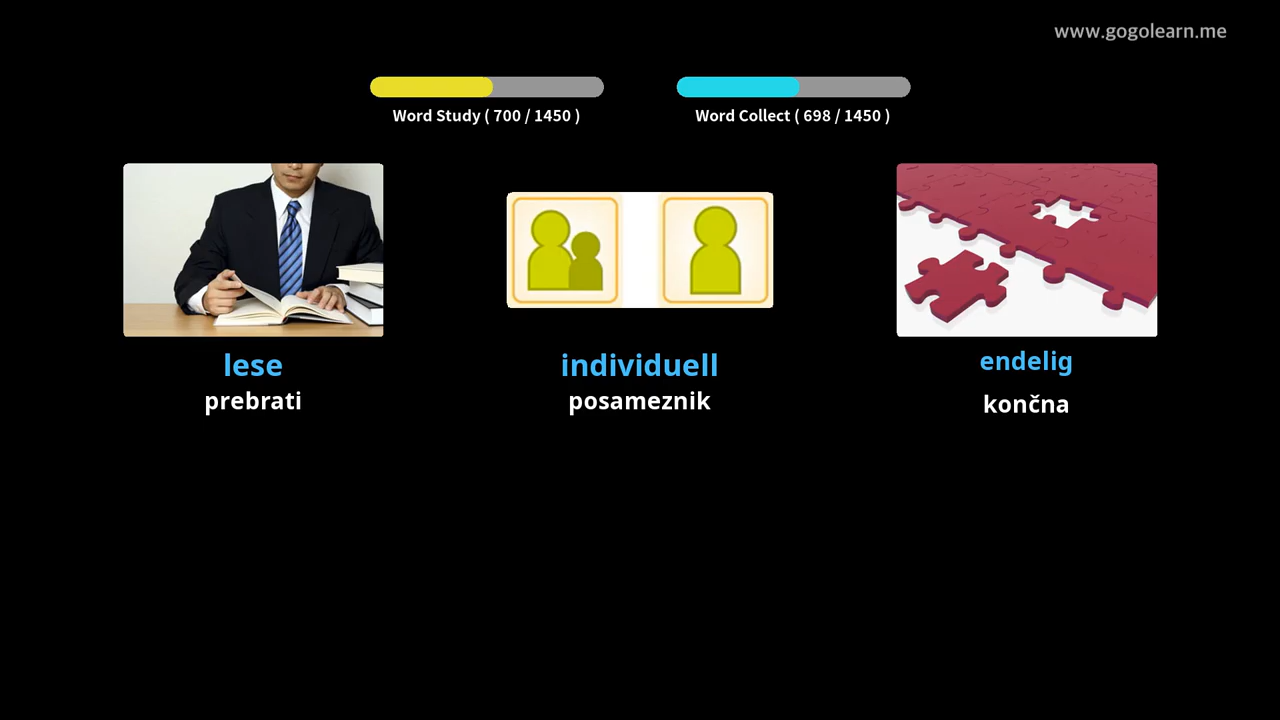 www.gogolearn.me
Word Study ( 700 / 1450 )
Word Collect ( 698 / 1450 )
lese
prebrati
individuell
posameznik
endelig
končna